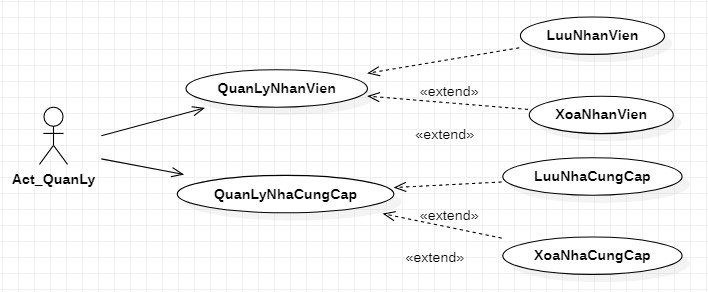 LuuNhanVien
QuanLyNhanVien
«extend»
XoaNhanVien
«extend»
Act_QuanLy
LuuNhaCungCap
QuanLyNhaCungCap
«extend»
XoaNhaCungCap
«extend»